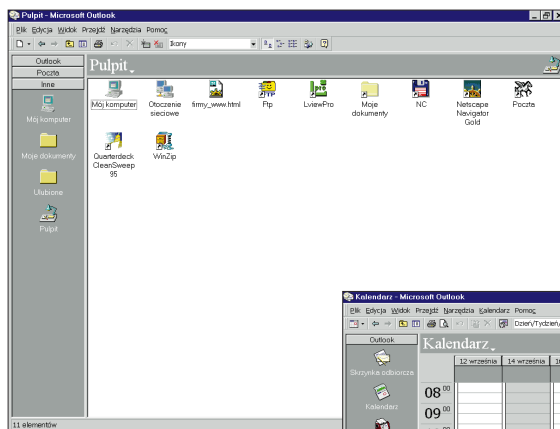 Pulpit - Microsoft Outlook
Plik Edycja Widok Przejdź Narzędzia Pomoc
Ikony
Outlook
Poczta
Inne
Mój komputer
Moje dokumenty
Ulubione
Pulpit
Pulpit
Mój komputer
Otoczenie sieciowe
firmy_www.html
Ftp
LviewPro
Moje dokumenty
NC
Netscape Navigator Gold
Poczta
Quarterdeck CleanSweep 95
WinZip
11 elementów
Kalendarz - Microsoft Outlook
Plik Edycja Widok Przejdź Narzędzia Kalendarz Pomoc
Dzień/Tydzień/
Outlook
Skrzynka odbiorcza
Kalendarz
Kalendarz
12 września 14 września
08 00
09 00